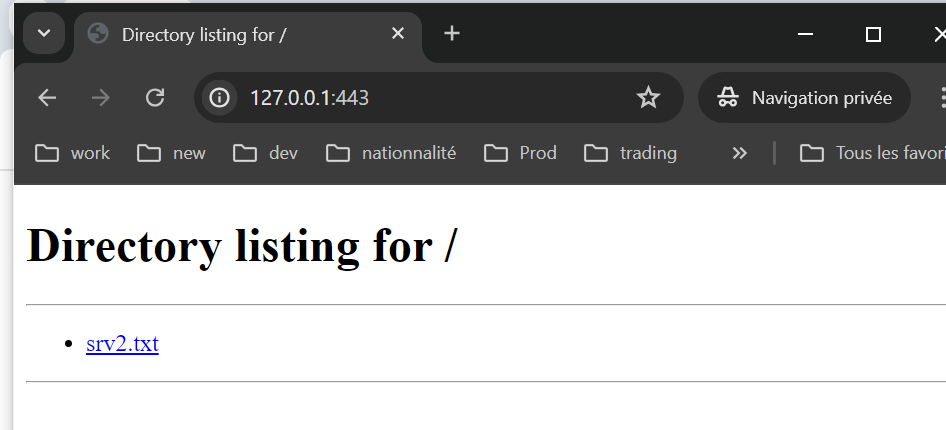 Directory listing for /
127.0.0.1:443
Navigation privée
work
new
dev
nationnalité
Prod
trading
Tous les favori
Directory listing for /
srv2.txt